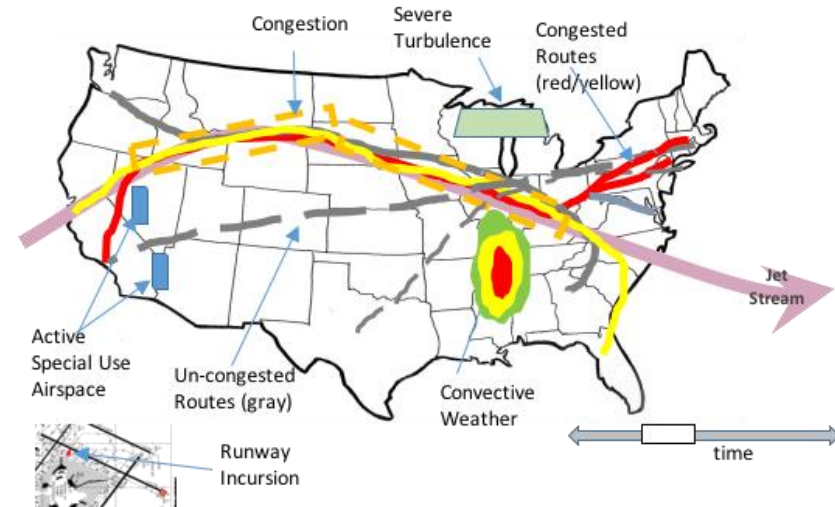 Congestion
Severe
Turbulence
Congested
Routes
(red/yellow)
Jet
Stream
Active
Special Use
Airspace
Un-congested
Routes (gray)
Convective
Weather
time
Runway
Incursion